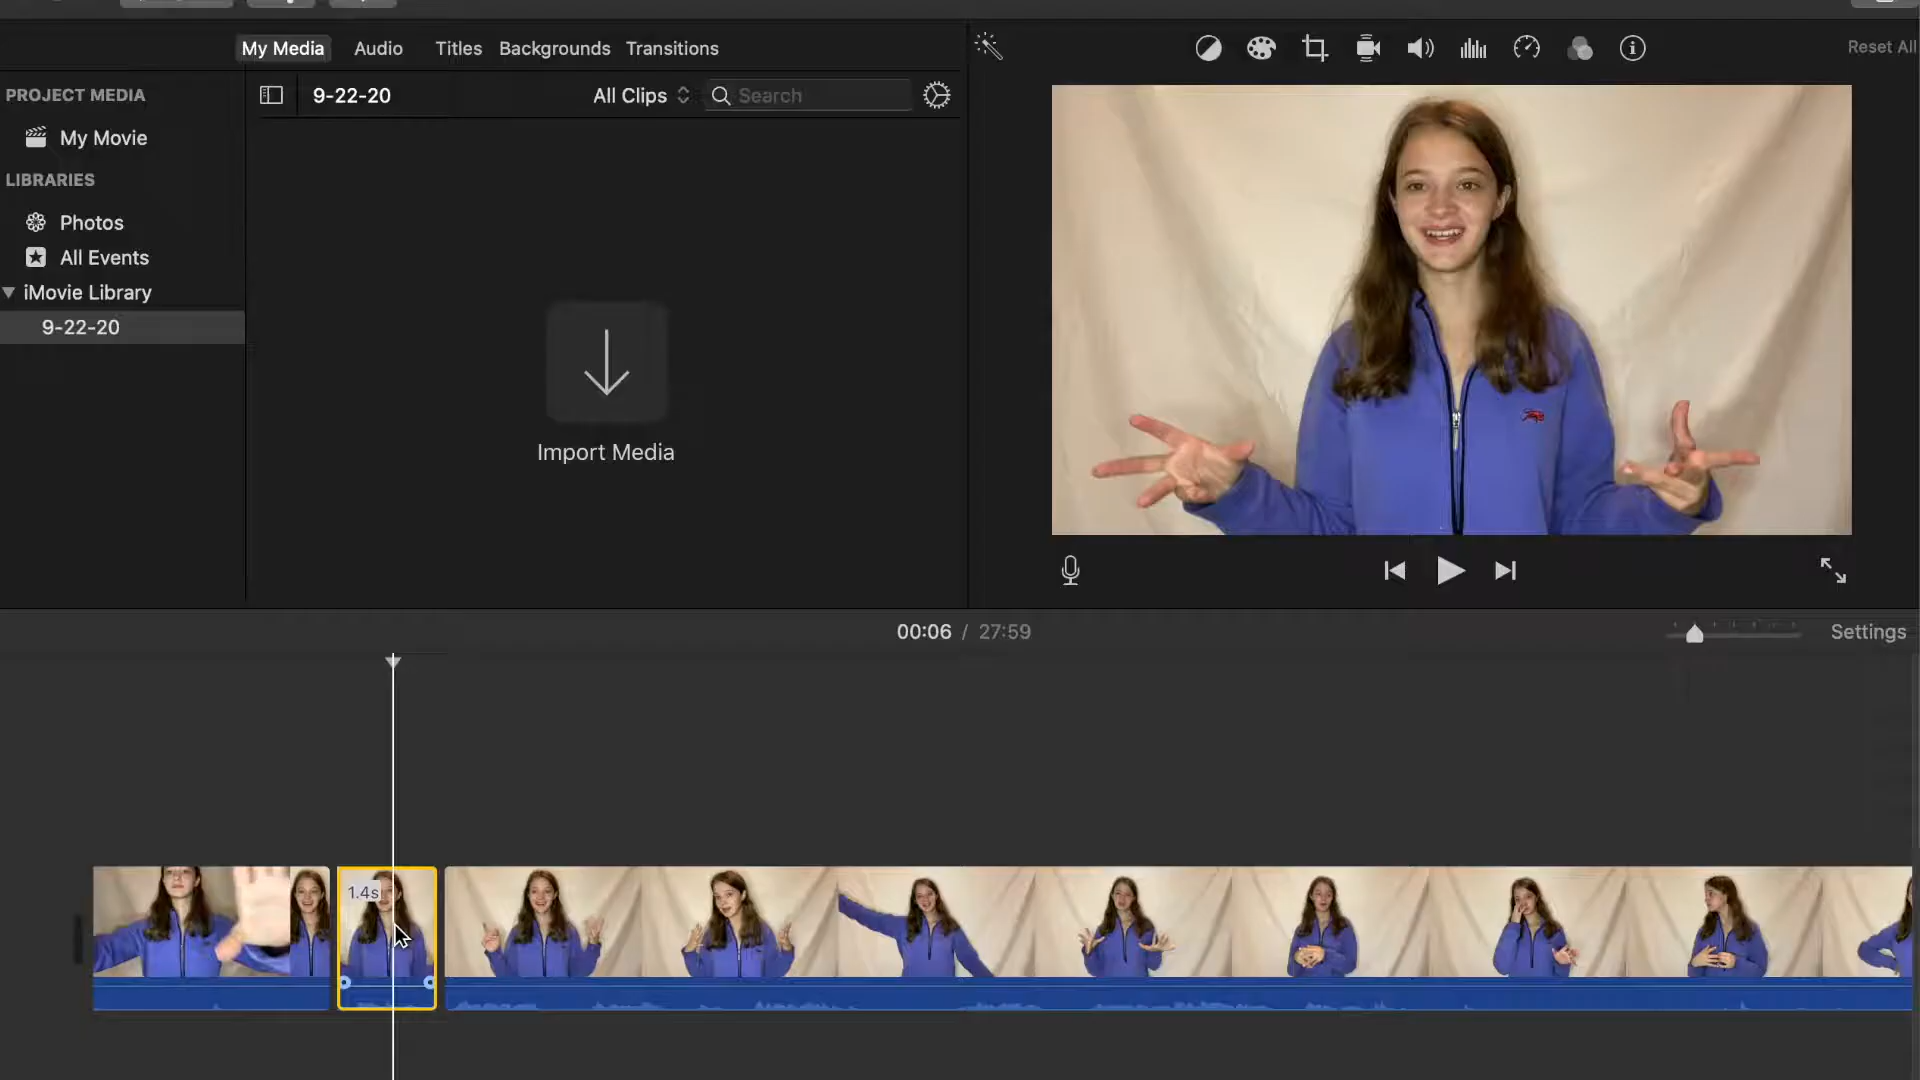 My Media Audio Titles Backgrounds Transitions
Reset All
PROJECT MEDIA
9-22-20
All Clips
Search
My Movie
LIBRARIES
Photos
All Events
iMovie Library
9-22-20
Import Media
00:06 / 27:59
Settings
1.4s